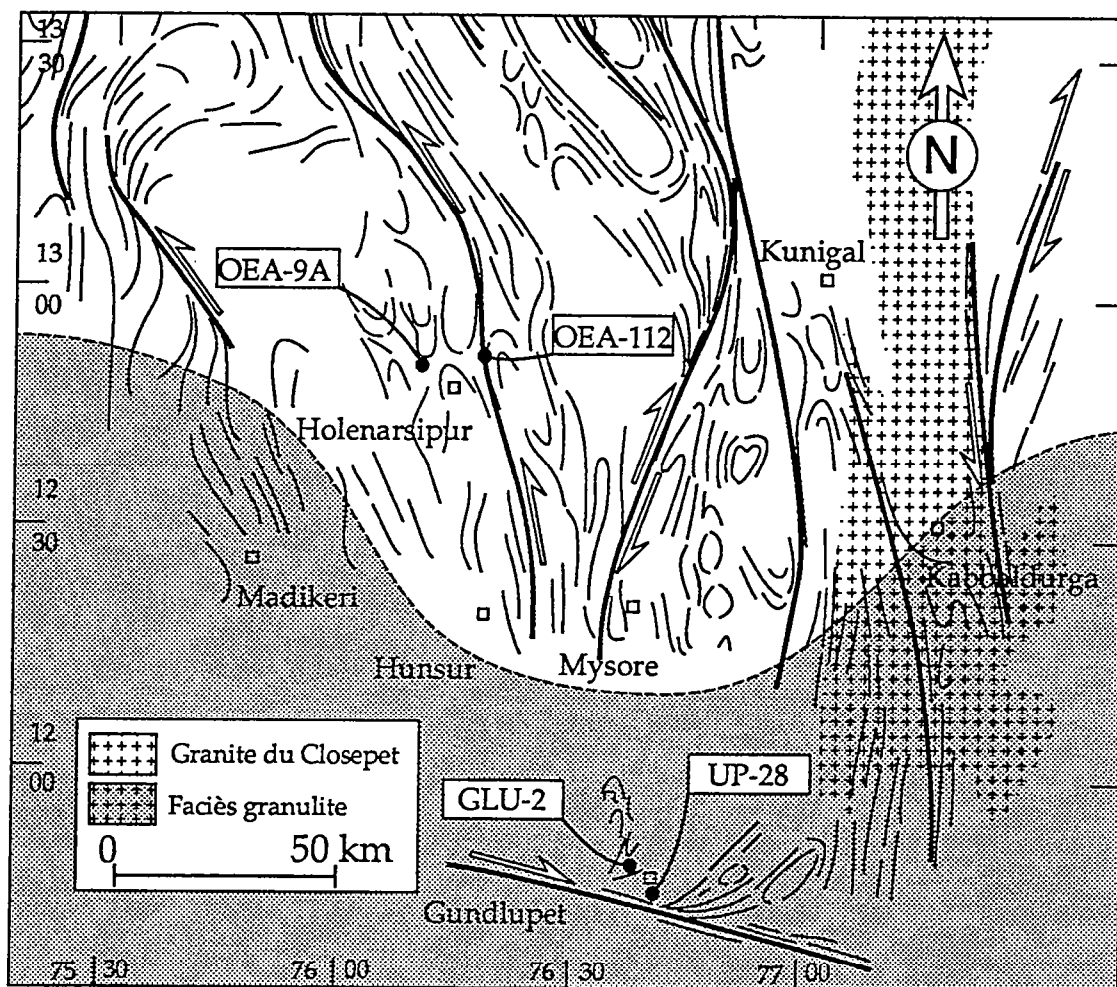 13
30
N
Kunigal
OEA-9A
13
00
OEA-112
Holenarsipur
12
30
Madikeri
Kabbaldurga
Hunsur
Mysore
12
00
Granite du Closepet
Faciès granulite
0
50 km
UP-28
GLU-2
Gundlupet
75 30
76 00
76 30
77 00